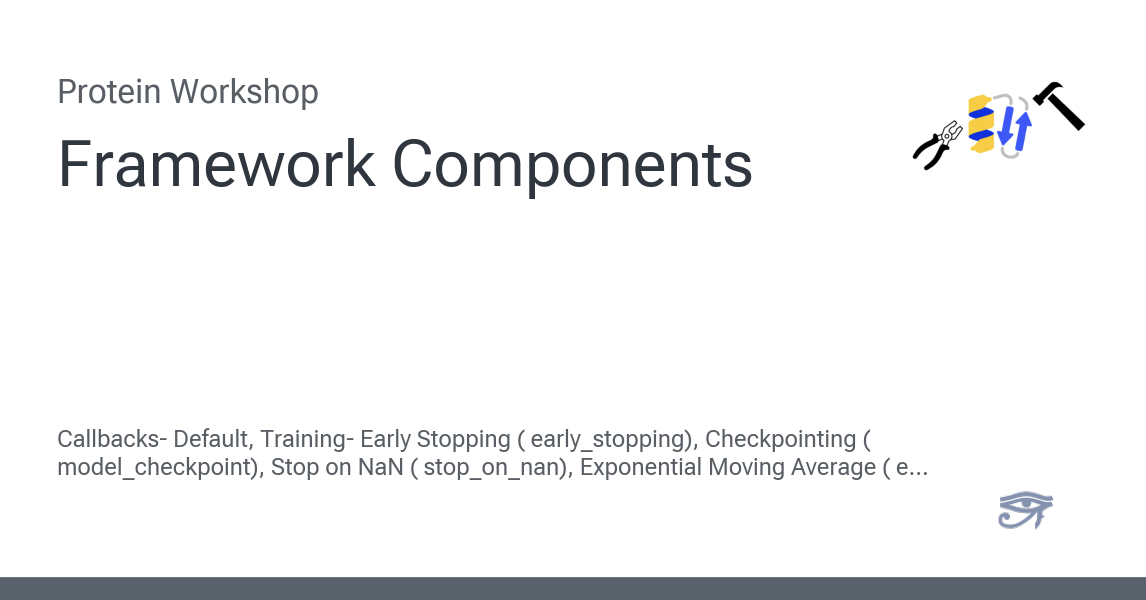 Protein Workshop
Framework Components
Callbacks- Default, Training- Early Stopping ( early_stopping), Checkpointing (
model_checkpoint), Stop on NaN ( stop_on_nan), Exponential Moving Average ( e...